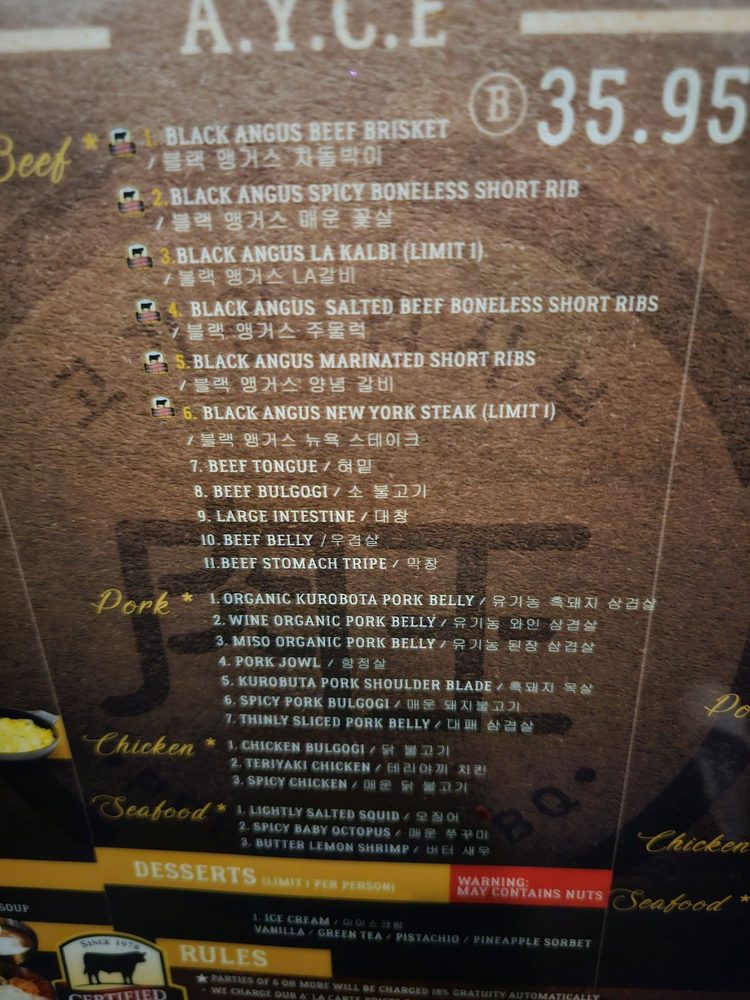 A.Y.C.E
B 35.95
Beef *
1. BLACK ANGUS BEEF BRISKET
/ 블랙 앵거스 차돌박이
2. BLACK ANGUS SPICY BONELESS SHORT RIB
/ 블랙 앵거스 매운 꽃살
3. BLACK ANGUS LA KALBI (LIMIT 1)
/ 블랙 앵거스 LA갈비
4. BLACK ANGUS SALTED BEEF BONELESS SHORT RIBS
/ 블랙 앵거스 주물럭
5. BLACK ANGUS MARINATED SHORT RIBS
/ 블랙 앵거스 양념 갈비
6. BLACK ANGUS NEW YORK STEAK (LIMIT 1)
/ 블랙 앵거스 뉴욕 스테이크
7. BEEF TONGUE / 혀밑
8. BEEF BULGOGI / 소 불고기
9. LARGE INTESTINE / 대창
10. BEEF BELLY / 우겹살
11. BEEF STOMACH TRIPE / 막창
Pork *
1. ORGANIC KUROBOTA PORK BELLY / 유기농 흑돼지 삼겹살
2. WINE ORGANIC PORK BELLY / 유기농 와인 삼겹살
3. MISO ORGANIC PORK BELLY / 유기농 된장 삼겹살
4. PORK JOWL / 항정살
5. KUROBUTA PORK SHOULDER BLADE / 흑돼지 목살
6. SPICY PORK BULGOGI / 매운 돼지불고기
7. THINLY SLICED PORK BELLY / 대패 삼겹살
Chicken *
1. CHICKEN BULGOGI / 닭 불고기
2. TERIYAKI CHICKEN / 테리야끼 치킨
3. SPICY CHICKEN / 매운 닭 불고기
Seafood *
1. LIGHTLY SALTED SQUID / 오징어
2. SPICY BABY OCTOPUS / 매운 쭈꾸미
3. BUTTER LEMON SHRIMP / 버터 새우
BQ
Po
Chicken
Seafood *
DESSERTS (LIMIT 1 PER PERSON)
WARNING:
MAY CONTAINS NUTS
SOUP
1. ICE CREAM / 아이스크림
VANILLA / GREEN TEA / PISTACHIO / PINEAPPLE SORBET
SINCE 1978
CERTIFIED
RULES
★ PARTIES OF 6 OR MORE WILL BE CHARGED 18% GRATUITY AUTOMATICALLY
• WE CHARGE OUR A' LA CARTE